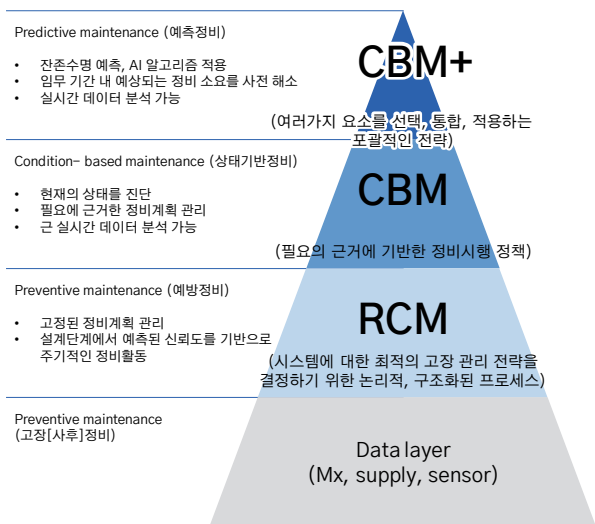 Predictive maintenance (예측정비)
• 잔존수명 예측, AI 알고리즘 적용
• 임무 기간 내 예상되는 정비 소요를 사전 해소
• 실시간 데이터 분석 가능
CBM+
(여러가지 요소를 선택, 통합, 적용하는
포괄적인 전략)
Condition- based maintenance (상태기반정비)
• 현재의 상태를 진단
• 필요에 근거한 정비계획 관리
• 근 실시간 데이터 분석 가능
CBM
(필요의 근거에 기반한 정비시행 정책)
Preventive maintenance (예방정비)
• 고정된 정비계획 관리
• 설계단계에서 예측된 신뢰도를 기반으로
주기적인 정비활동
RCM
(시스템에 대한 최적의 고장 관리 전략을
결정하기 위한 논리적, 구조화된 프로세스)
Preventive maintenance
(고장[사후]정비)
Data layer
(Mx, supply, sensor)